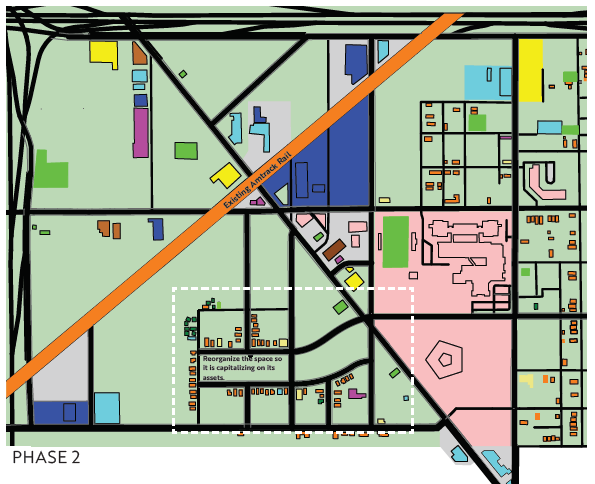 Existing Amtrack Rail
Reorganize the space so
it is capitalizing on its
assets.
PHASE 2